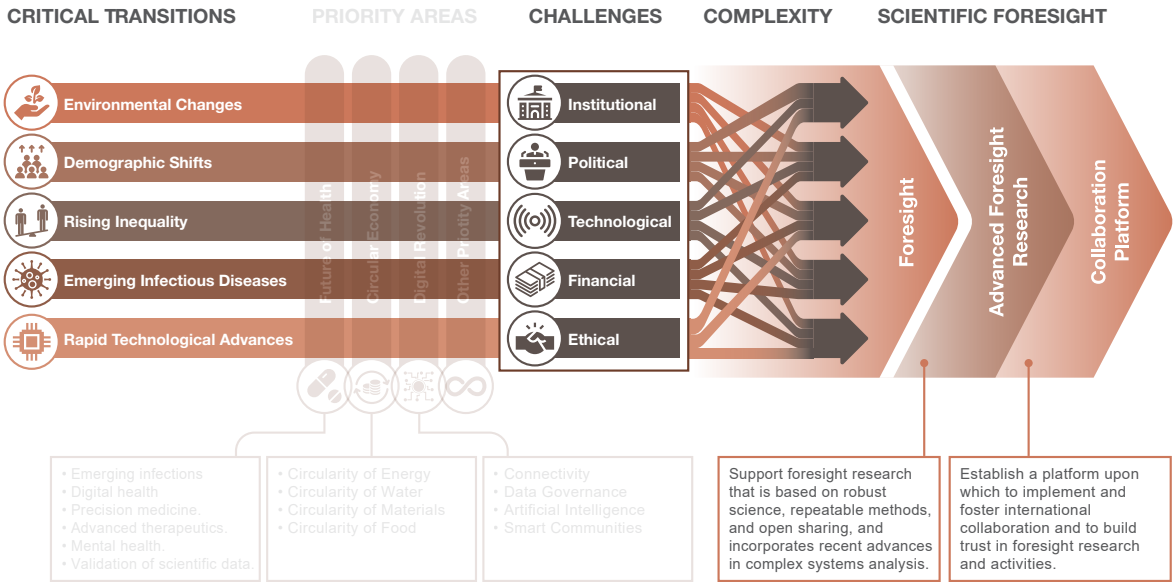 CRITICAL TRANSITIONS
PRIORITY AREAS
CHALLENGES
COMPLEXITY
SCIENTIFIC FORESIGHT
Environmental Changes
Demographic Shifts
Rising Inequality
Emerging Infectious Diseases
Rapid Technological Advances
Future of Health
Circular Economy
Digital Revolution
Other Priotity Areas
Institutional
Political
Technological
Financial
Ethical
Foresight
Advanced Foresight
Research
Collaboration
Platform
• Emerging infections
• Digital health
• Precision medicine.
• Advanced therapeutics.
• Mental health.
• Validation of scientific data.
• Circularity of Energy
• Circularity of Water
• Circularity of Materials
• Circularity of Food
• Connectivity
• Data Governance
• Artificial Intelligence
• Smart Communities
Support foresight research
that is based on robust
science, repeatable methods,
and open sharing, and
incorporates recent advances
in complex systems analysis.
Establish a platform upon
which to implement and
foster international
collaboration and to build
trust in foresight research
and activities.